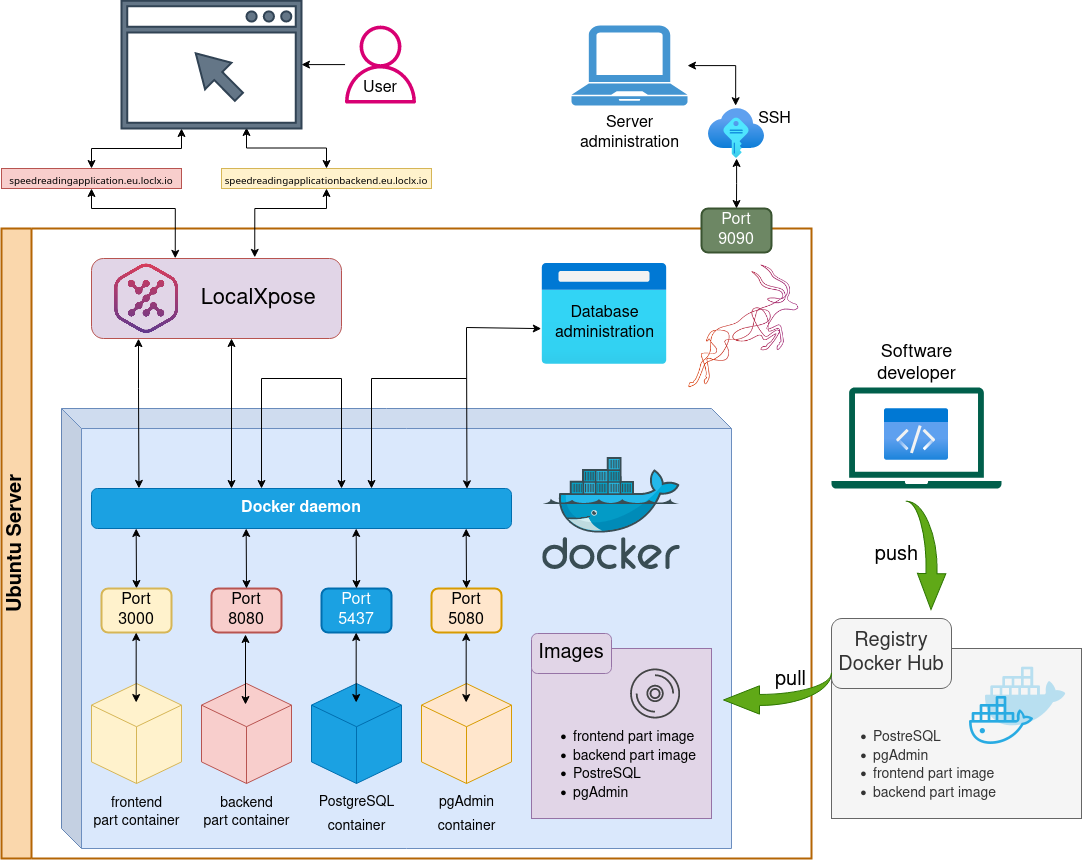 User
Server
administration
SSH
speedreadingapplication.eu.loclx.io
speedreadingapplicationbackend.eu.loclx.io
Port
9090
LocalXpose
Database
administration
Software
developer
Ubuntu Server
Docker daemon
docker
push
Port
3000
Port
8080
Port
5437
Port
5080
Images
frontend part image
backend part image
PostreSQL
pgAdmin
pull
Registry
Docker Hub
PostreSQL
pgAdmin
frontend part image
backend part image
frontend
part container
backend
part container
PostgreSQL
container
pgAdmin
container